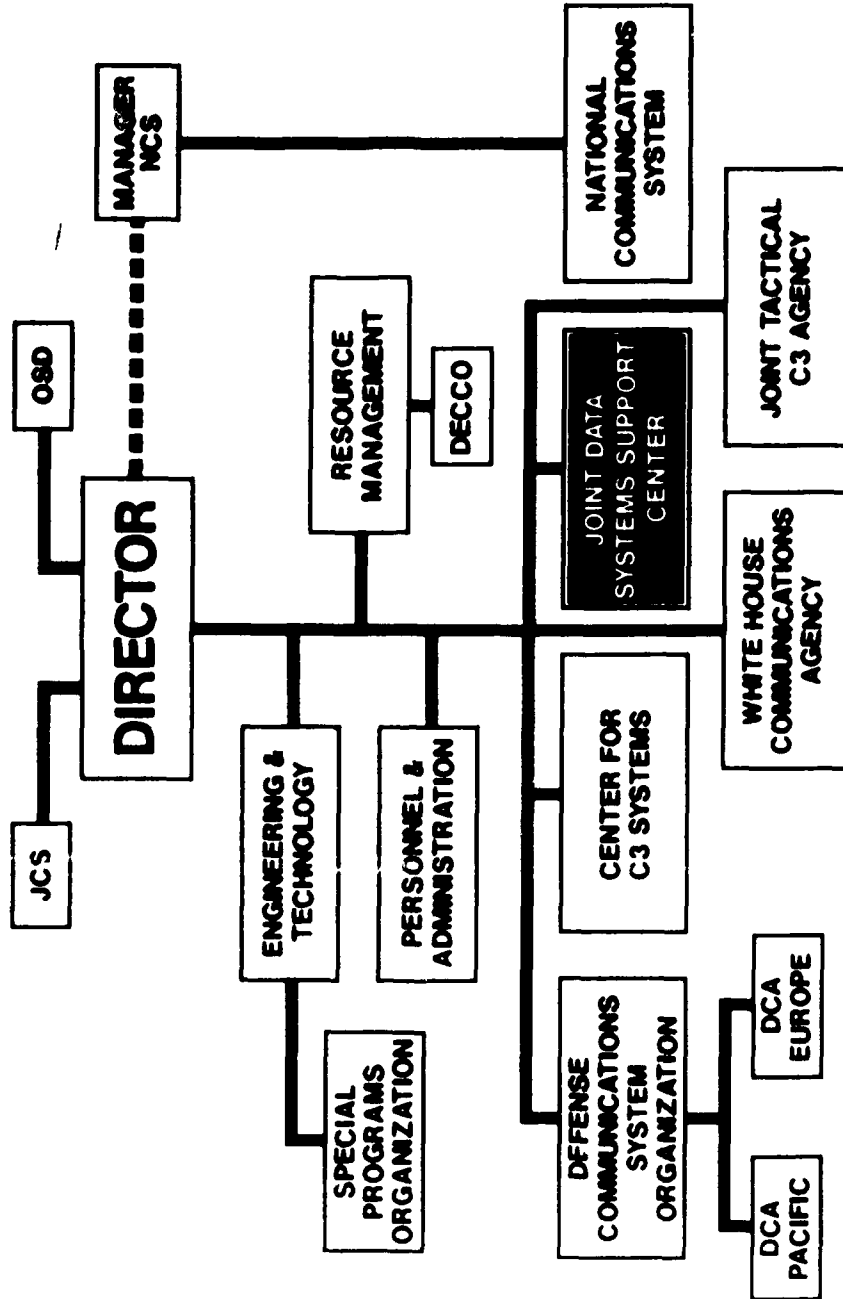 JCS
OSD
DIRECTOR
MANAGER
NCS
ENGINEERING &
TECHNOLOGY
RESOURCE
MANAGEMENT
SPECIAL
PROGRAMS
ORGANIZATION
PERSONNEL &
ADMINISTRATION
DECCO
DEFENSE
COMMUNICATIONS
SYSTEM
ORGANIZATION
CENTER FOR
C3 SYSTEMS
JOINT DATA
SYSTEMS SUPPORT
CENTER
NATIONAL
COMMUNICATIONS
SYSTEM
DCA
PACIFIC
DCA
EUROPE
WHITE HOUSE
COMMUNICATIONS
AGENCY
JOINT TACTICAL
C3 AGENCY